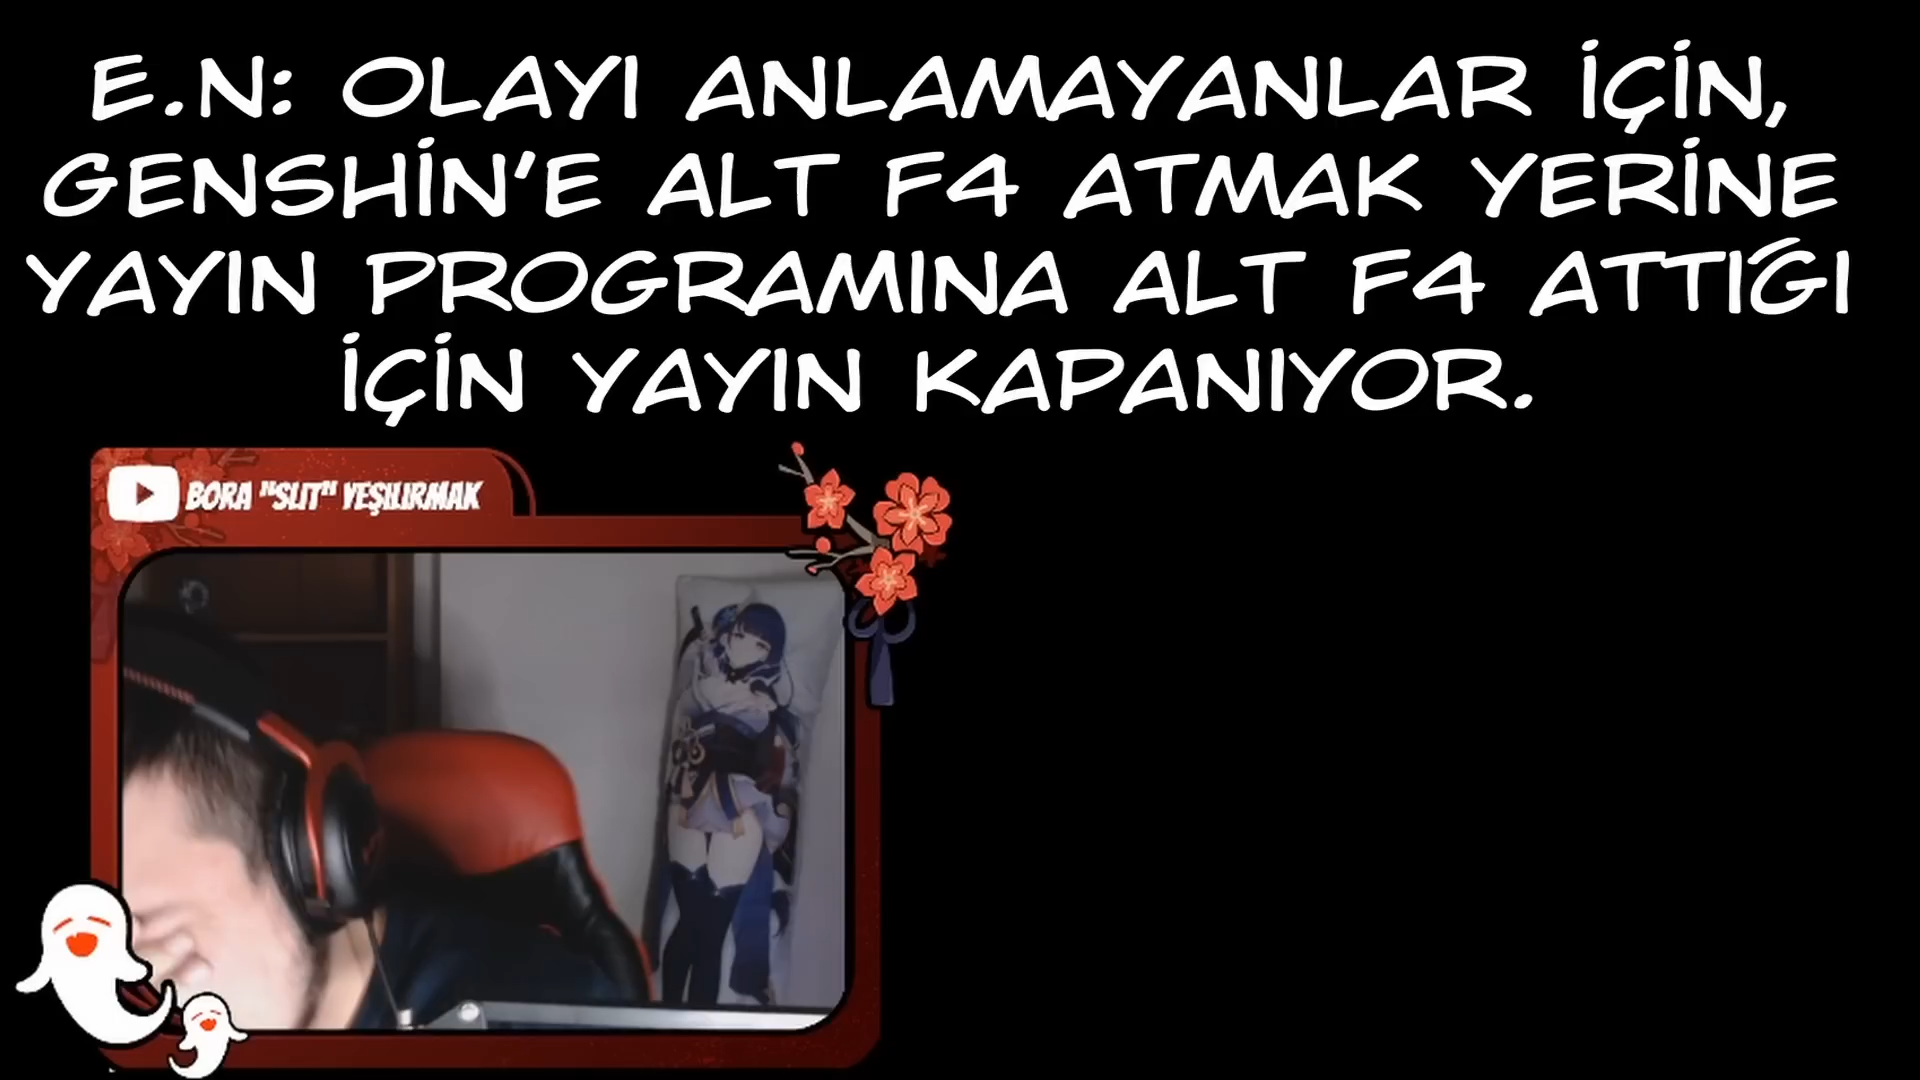 E.N: OLAYI ANLAMAYANLAR İÇİN,
GENSHİN'E ALT F4 ATMAK YERİNE
YAYIN PROGRAMINA ALT F4 ATTIĞI
İÇİN YAYIN KAPANIYOR.
BORA "SLIT" YEŞILIRMAK